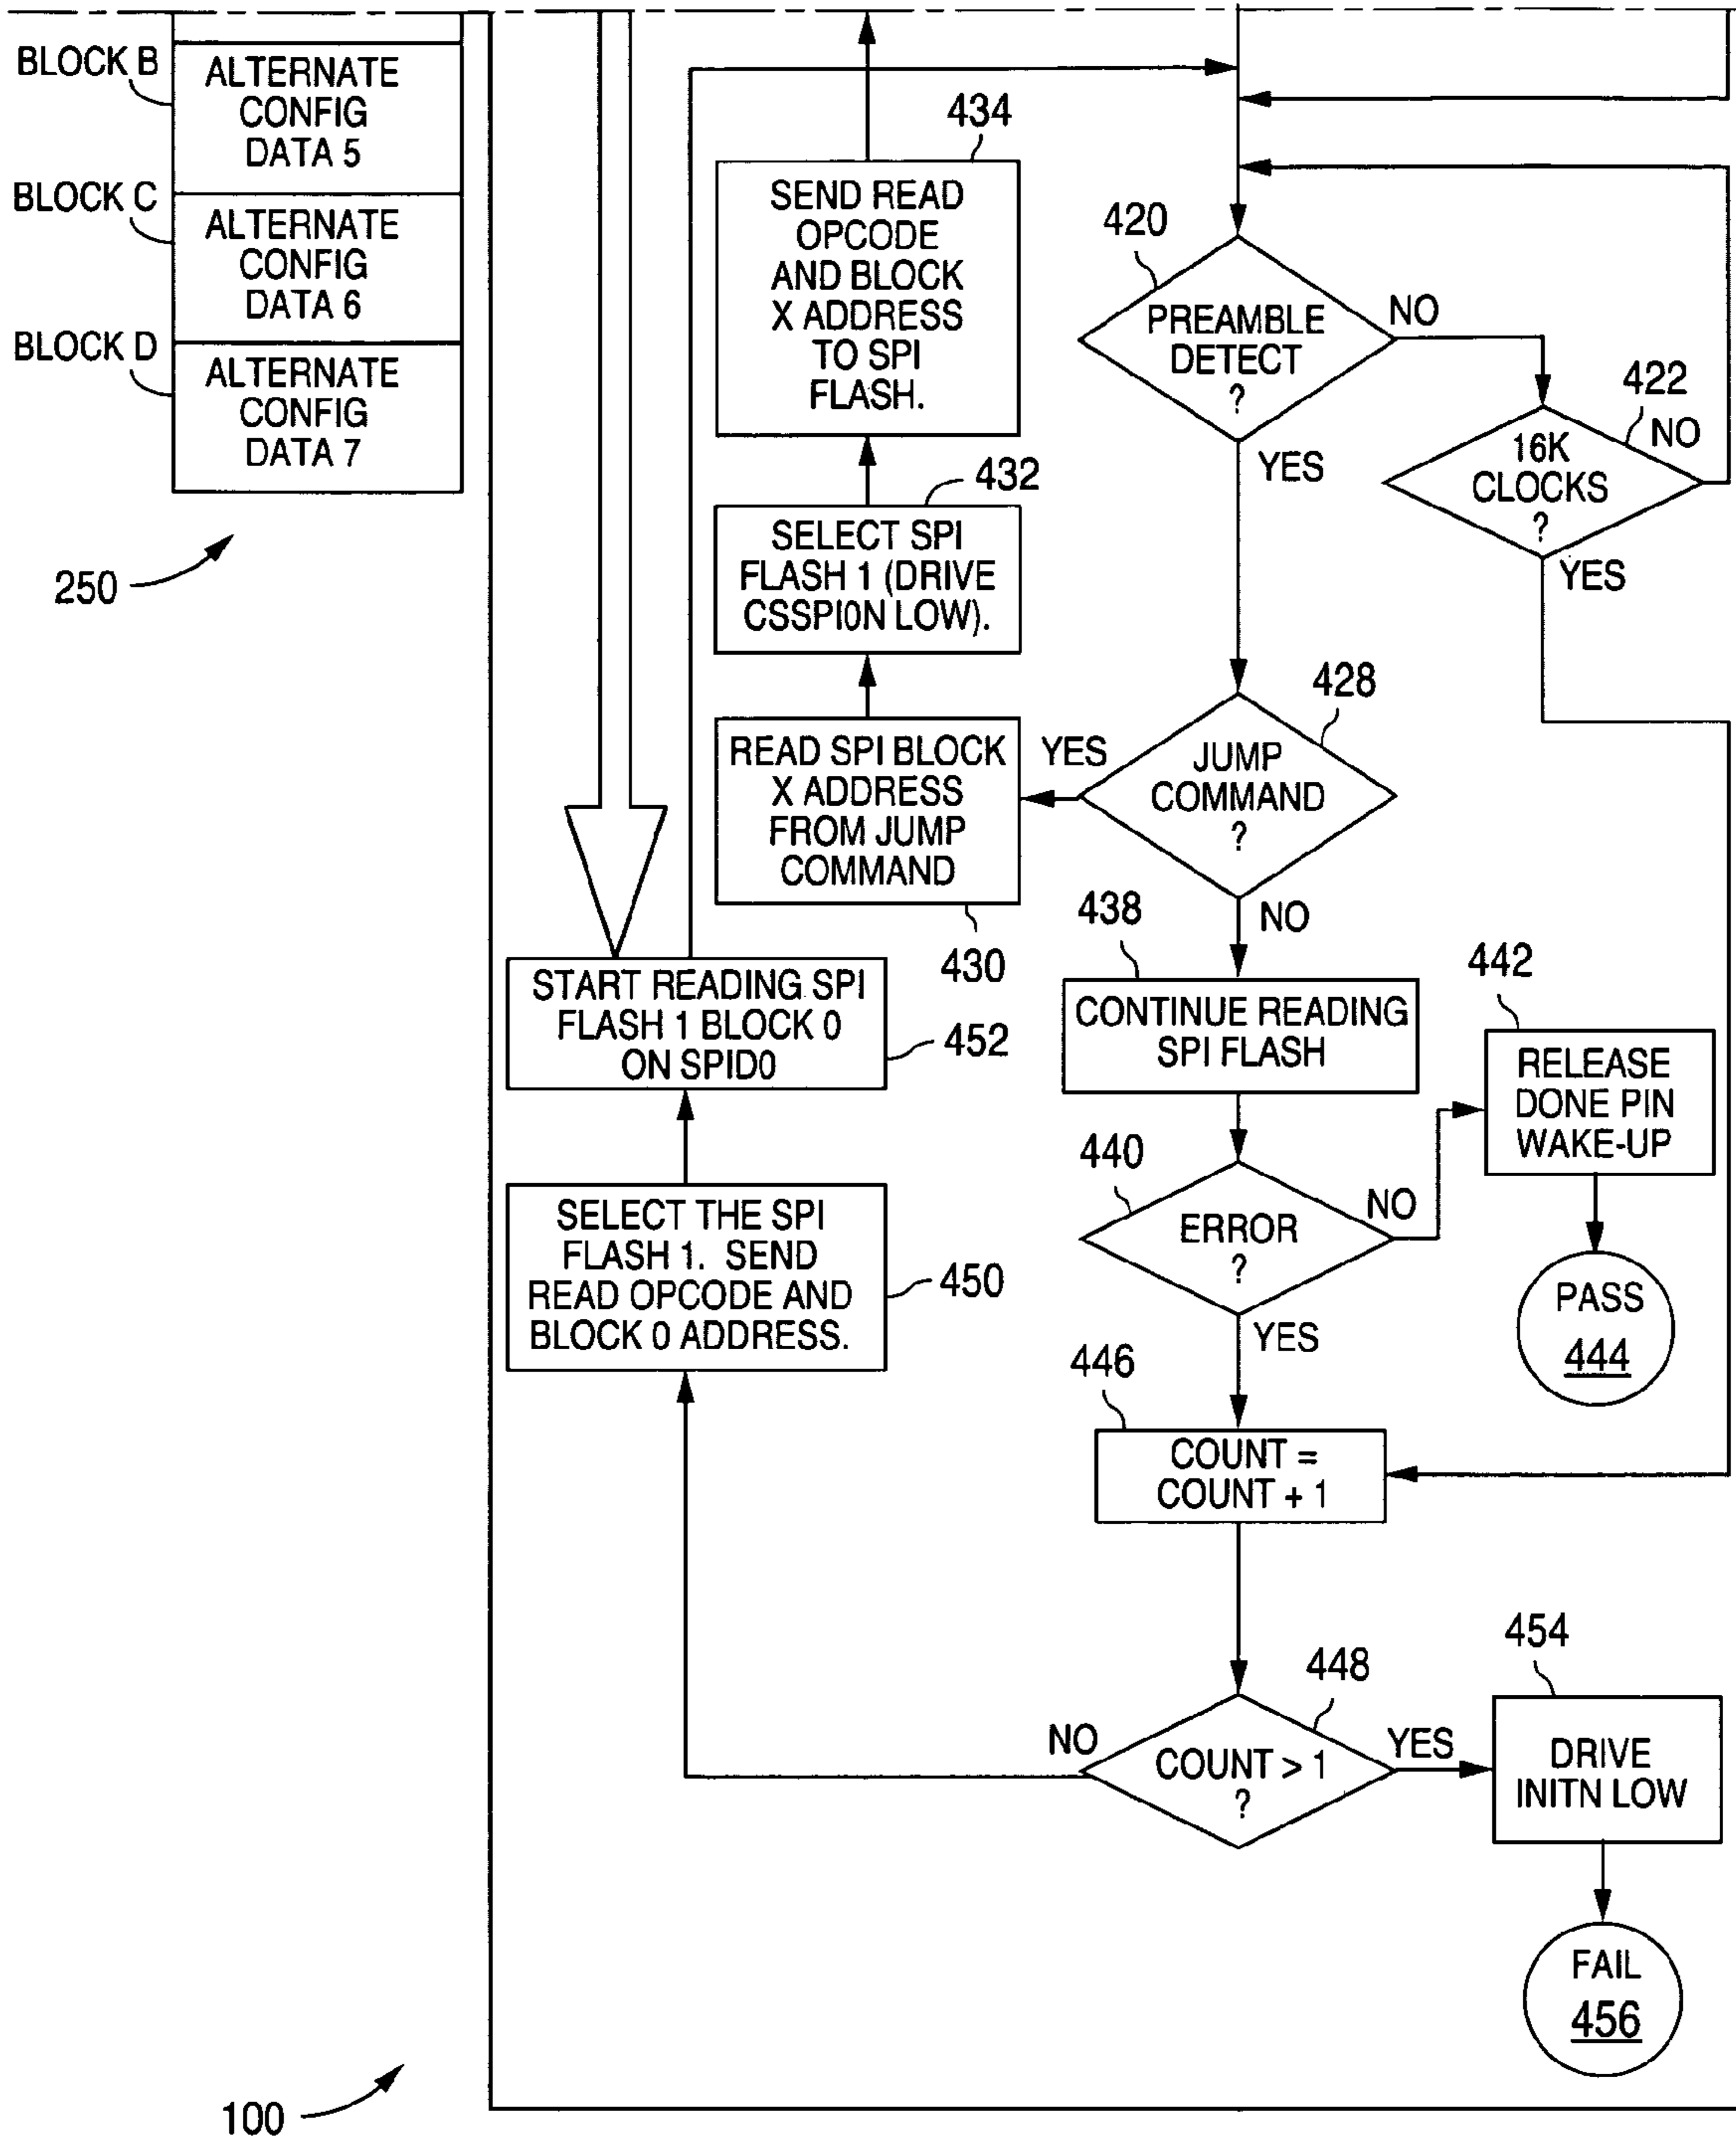 BLOCK B
ALTERNATE
CONFIG
DATA 5
BLOCK C
ALTERNATE
CONFIG
DATA 6
BLOCK D
ALTERNATE
CONFIG
DATA 7
250
434
SEND READ
OPCODE
AND BLOCK
X ADDRESS
TO SPI
FLASH.
432
SELECT SPI
FLASH 1 (DRIVE
CSSPI0N LOW).
READ SPI BLOCK
X ADDRESS
FROM JUMP
COMMAND
430
420
PREAMBLE
DETECT
?
NO
YES
422
16K
CLOCKS
?
NO
YES
428
JUMP
COMMAND
?
YES
NO
438
CONTINUE READING
SPI FLASH
442
RELEASE
DONE PIN
WAKE-UP
PASS
444
440
ERROR
?
NO
YES
START READING SPI
FLASH 1 BLOCK 0
ON SPID0
452
SELECT THE SPI
FLASH 1. SEND
READ OPCODE AND
BLOCK 0 ADDRESS.
450
446
COUNT =
COUNT + 1
448
COUNT > 1
?
NO
YES
454
DRIVE
INITN LOW
FAIL
456
100